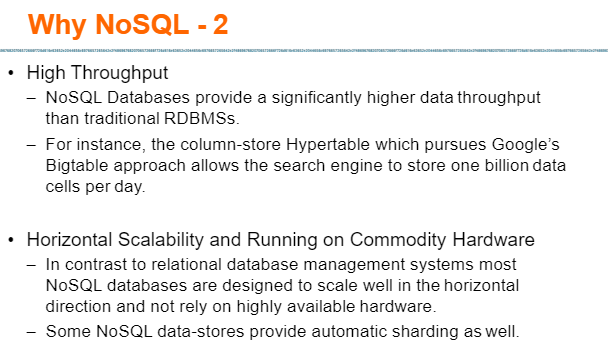 Why NoSQL - 2
• High Throughput
– NoSQL Databases provide a significantly higher data throughput
than traditional RDBMSs.
– For instance, the column-store Hypertable which pursues Google's
Bigtable approach allows the search engine to store one billion data
cells per day.
• Horizontal Scalability and Running on Commodity Hardware
– In contrast to relational database management systems most
NoSQL databases are designed to scale well in the horizontal
direction and not rely on highly available hardware.
– Some NoSQL data-stores provide automatic sharding as well.